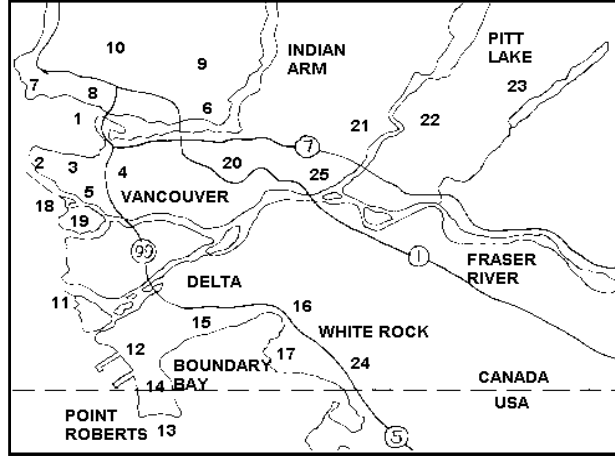 10
9
INDIAN
ARM
PITT
LAKE
7
8
6
23
1
21
22
7
2
3
4
20
25
5
VANCOUVER
18
19
99
1
FRASER
RIVER
DELTA
11
16
15
WHITE ROCK
12
17
BOUNDARY
BAY
24
14
CANADA
USA
POINT
ROBERTS
13
5